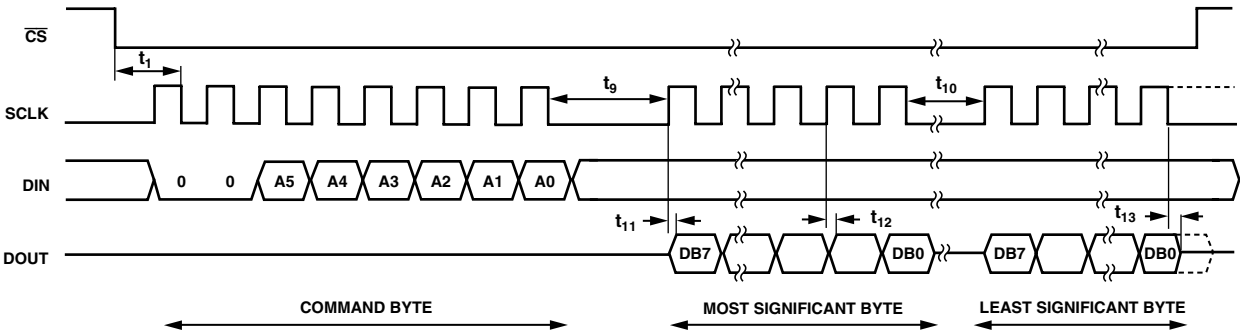 CS
t1
SCLK
t9
t10
DIN
0 0 A5 A4 A3 A2 A1 A0
t11
t12
t13
DOUT
DB7 DB0 DB7 DB0
COMMAND BYTE
MOST SIGNIFICANT BYTE
LEAST SIGNIFICANT BYTE